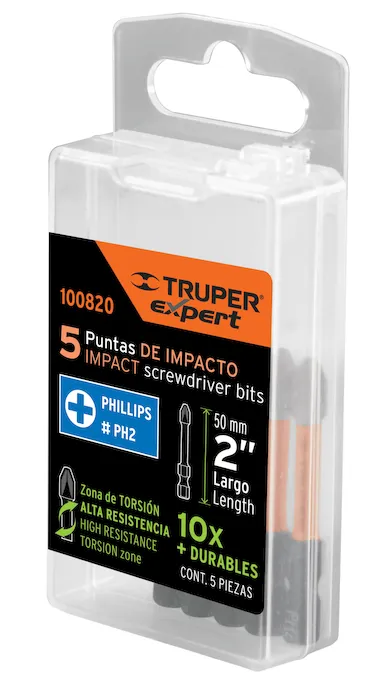 TRUPER®
expert
100820
5 Puntas DE IMPACTO
IMPACT screwdriver bits
PHILLIPS
# PH2
50 mm
2"
Largo
Length
Zona de TORSIÓN
ALTA RESISTENCIA
HIGH RESISTANCE
TORSION zone
10x
+ DURABLES
CONT. 5 PIEZAS